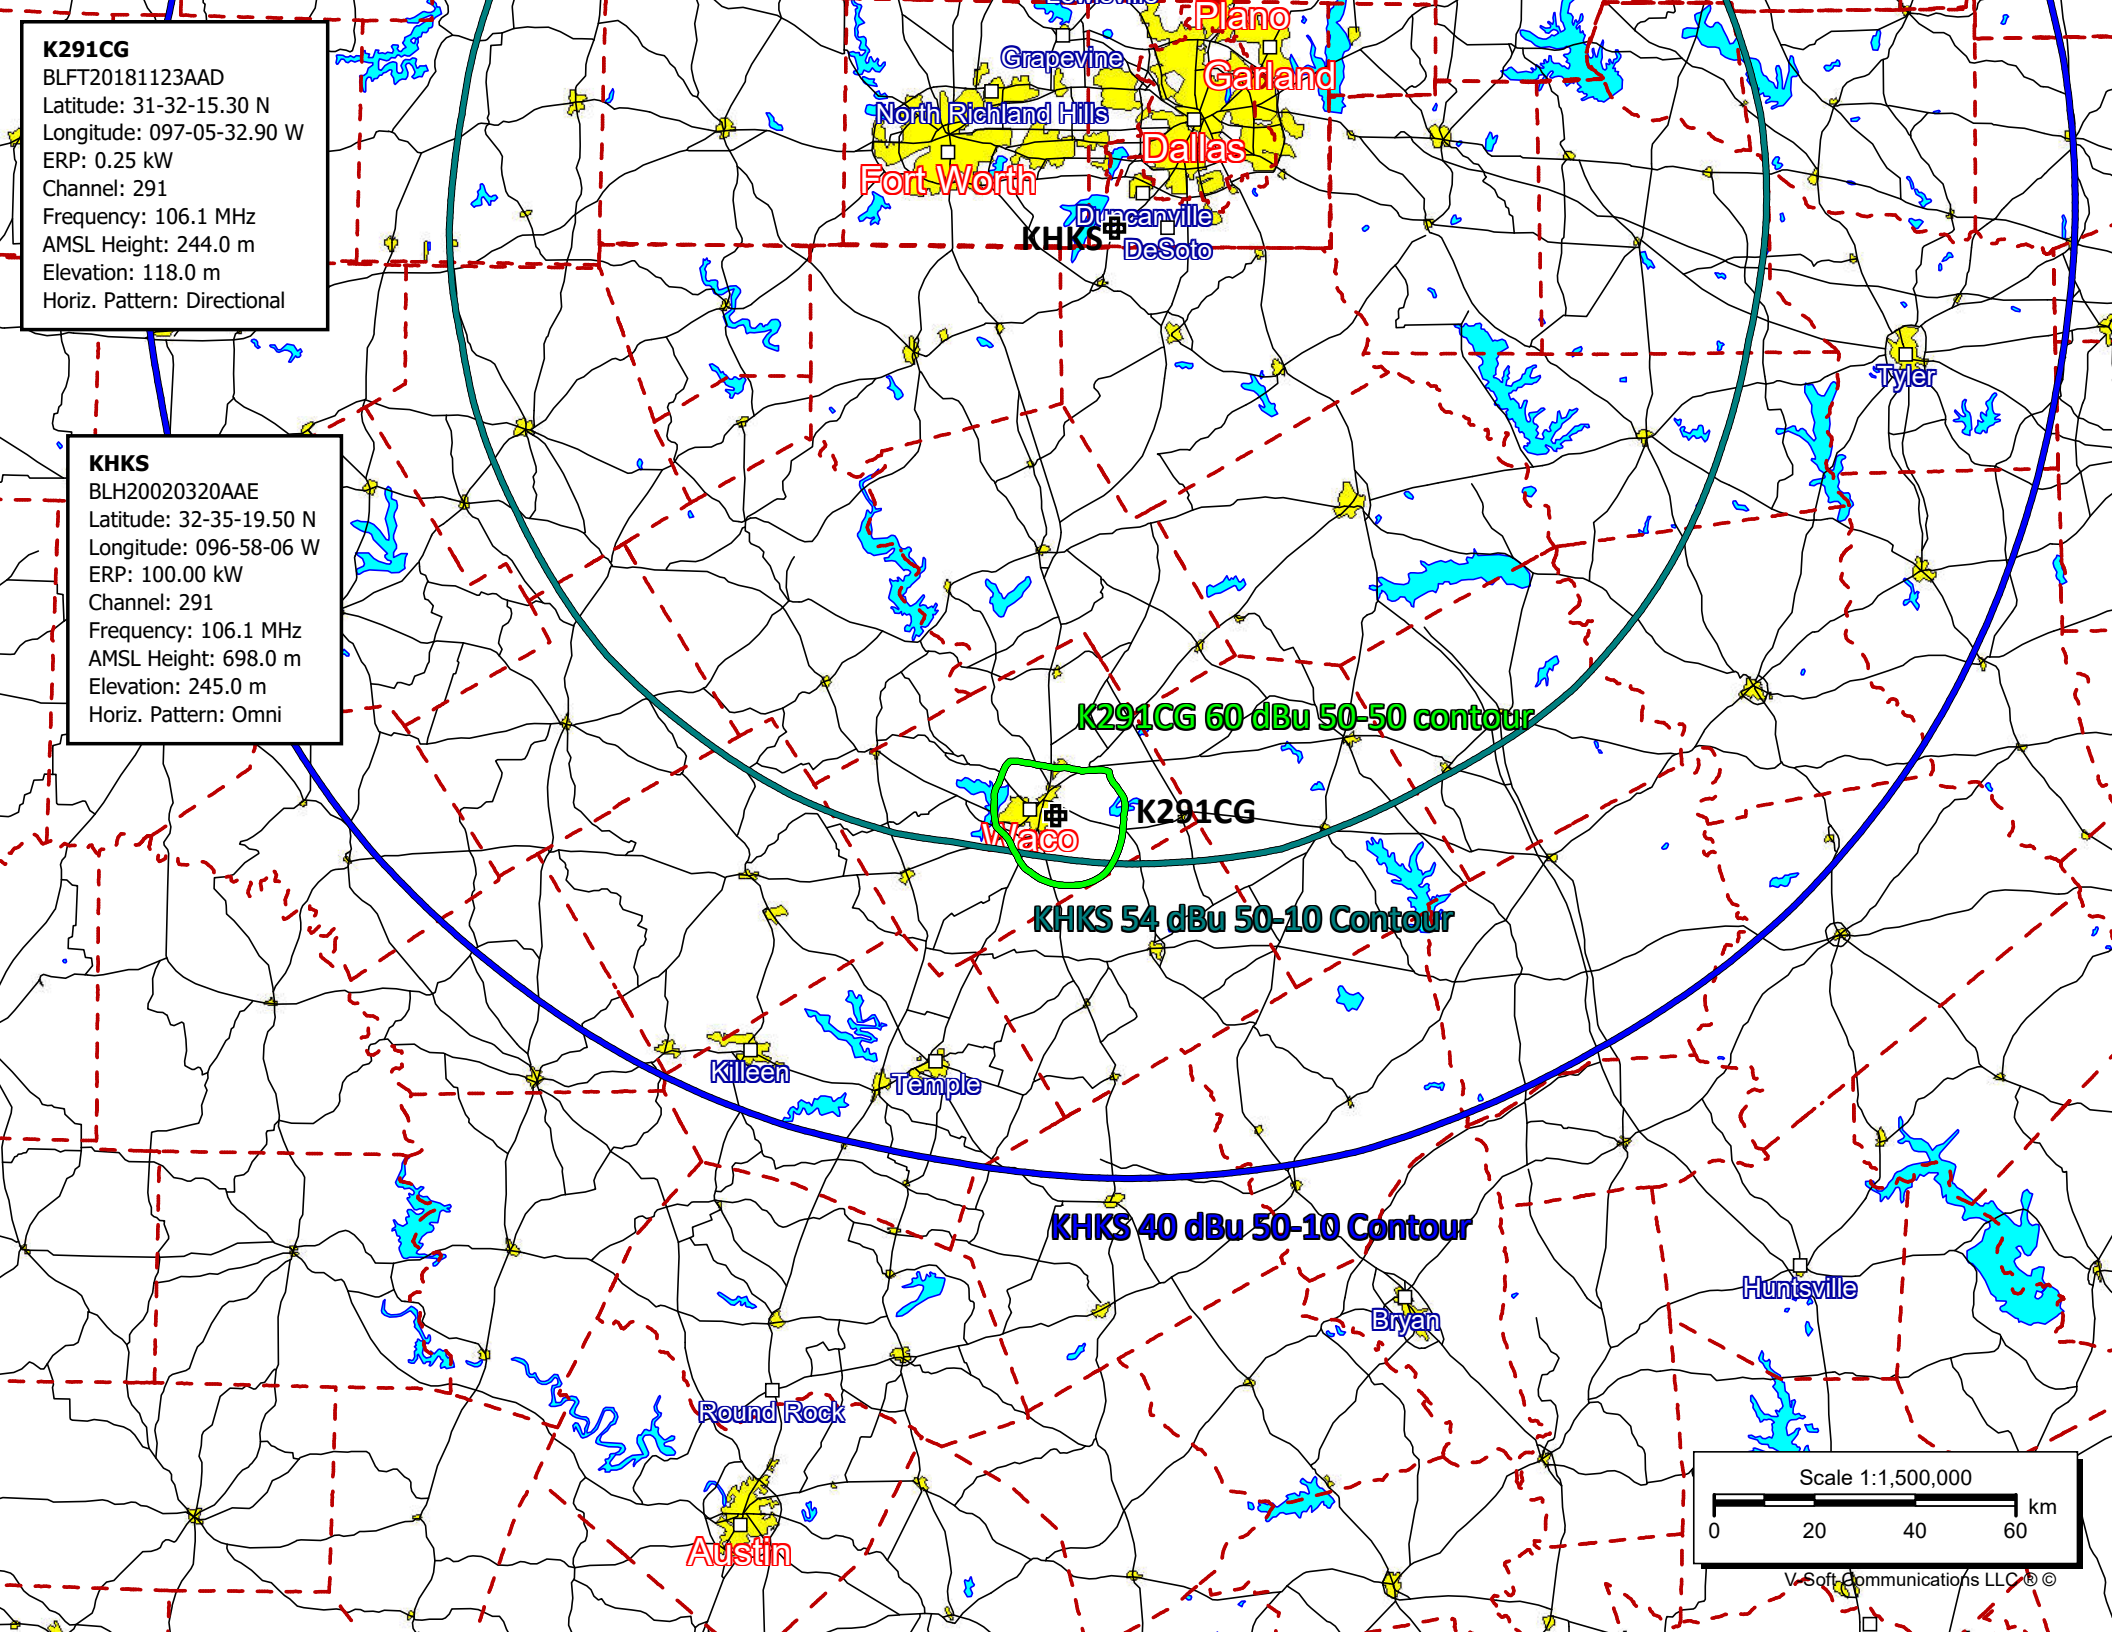 K291CG
BLFT20181123AAD
Latitude: 31-32-15.30 N
Longitude: 097-05-32.90 W
ERP: 0.25 kW
Channel: 291
Frequency: 106.1 MHz
AMSL Height: 244.0 m
Elevation: 118.0 m
Horiz. Pattern: Directional
KHKS
BLH20020320AAE
Latitude: 32-35-19.50 N
Longitude: 096-58-06 W
ERP: 100.00 kW
Channel: 291
Frequency: 106.1 MHz
AMSL Height: 698.0 m
Elevation: 245.0 m
Horiz. Pattern: Omni
Plano
Grapevine
Garland
North Richland Hills
Dallas
Fort Worth
Duncanville
KHKS
DeSoto
Tyler
K291CG 60 dBu 50-50 contour
K291CG
Waco
KHKS 54 dBu 50-10 Contour
Killeen
Temple
KHKS 40 dBu 50-10 Contour
Huntsville
Bryan
Round Rock
Austin
Scale 1:1,500,000
km
0 20 40 60
V-Soft Communications LLC ® ©